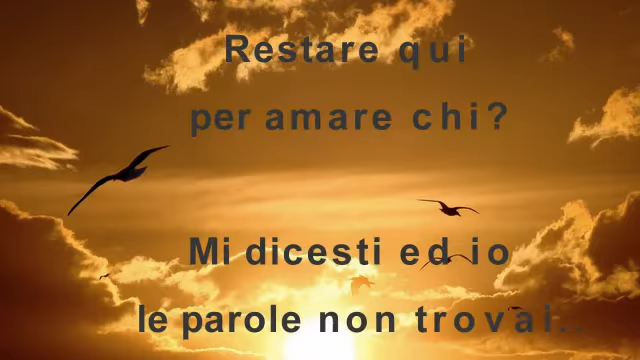 Restare qui
per amare chi?
Mi dicesti ed io
le parole non trovai...